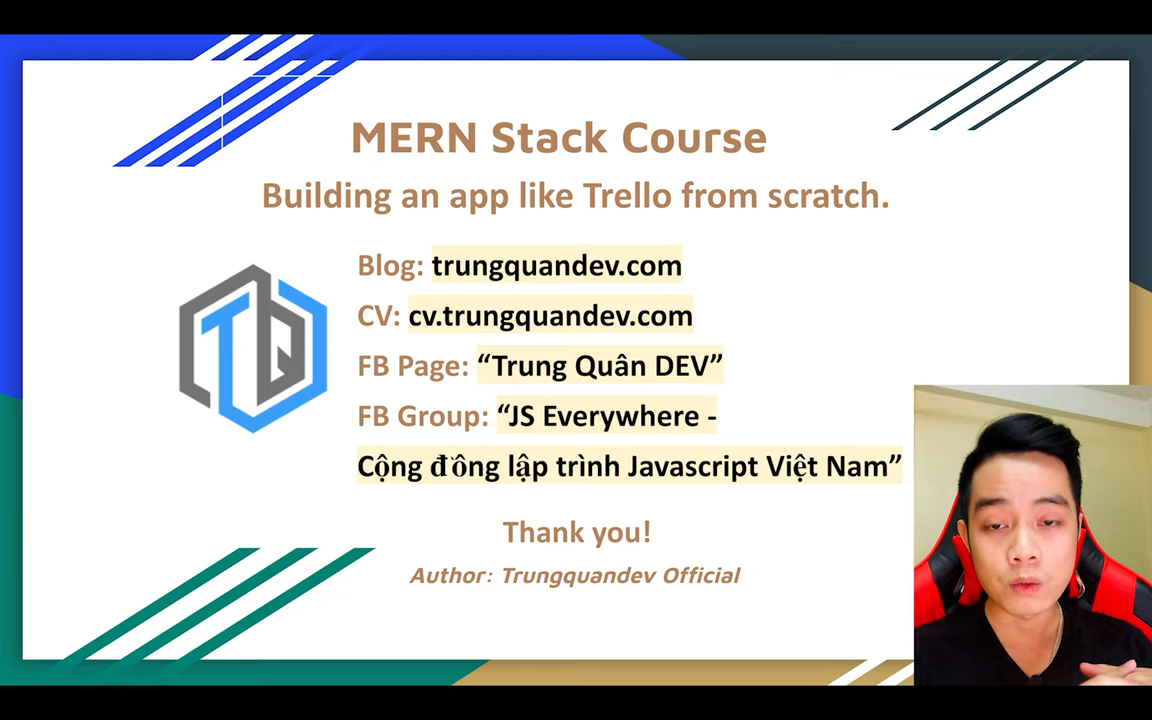 MERN Stack Course
Building an app like Trello from scratch.
Blog: trungquandev.com
CV: cv.trungquandev.com
FB Page: “Trung Quân DEV”
FB Group: “JS Everywhere -
Cộng đồng lập trình Javascript Việt Nam”
TQ
Thank you!
Author: Trungquandev Official